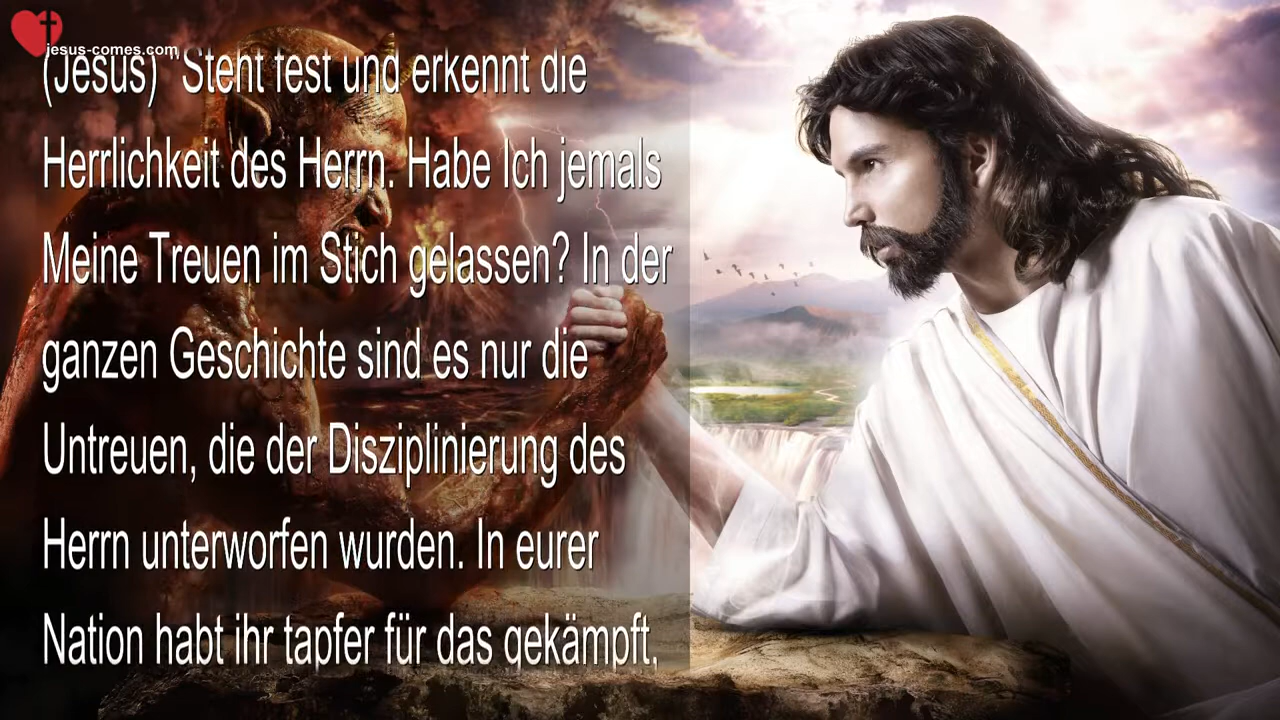 jesus-comes.com
(Jesus) "Steht fest und erkennt die
Herrlichkeit des Herrn. Habe Ich jemals
Meine Treuen im Stich gelassen? In der
ganzen Geschichte sind es nur die
Untreuen, die der Disziplinierung des
Herrn unterworfen wurden. In eurer
Nation habt ihr tapfer für das gekämpft,